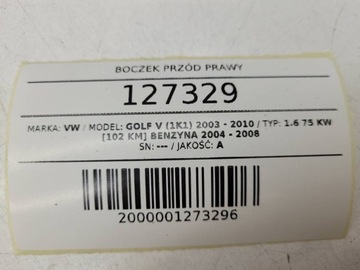 BOCZEK PRZÓD PRAWY
127329
MARKA: VW / MODEL: GOLF V (1K1) 2003 - 2010 / TYP: 1.6 75 KW
[102 KM] BENZYNA 2004 - 2008
SN: --- / JAKOŚĆ: A
2000001273296